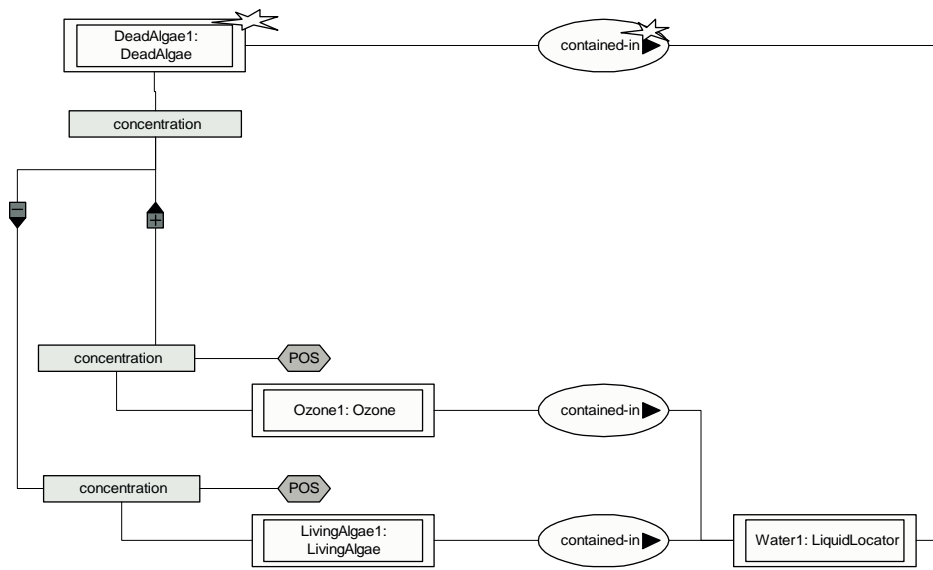 DeadAlgae1:
DeadAlgae
contained-in
concentration
−
+
concentration
POS
Ozone1: Ozone
contained-in
concentration
POS
LivingAlgae1:
LivingAlgae
contained-in
Water1: LiquidLocator